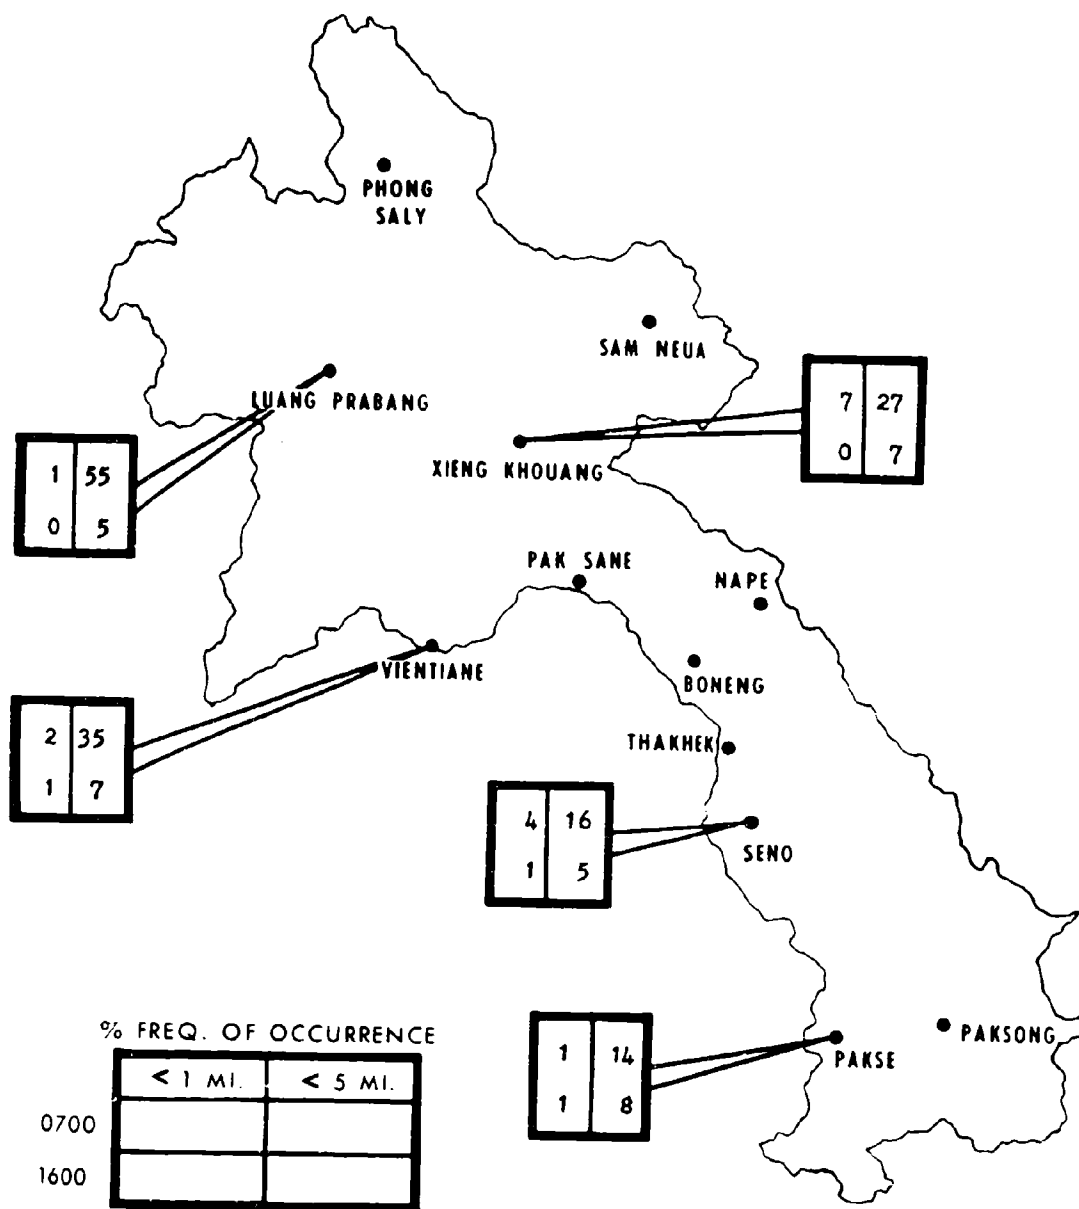 PHONG
SALY
SAM NEUA
LUANG PRABANG
7 27
0 7
XIENG KHOUANG
1 55
0 5
PAK SANE
NAPE
VIENTIANE
BONENG
2 35
1 7
THAKHEK
4 16
1 5
SENO
% FREQ. OF OCCURRENCE
< 1 MI. < 5 MI.
0700
1600
1 14
1 8
PAKSE
PAKSONG